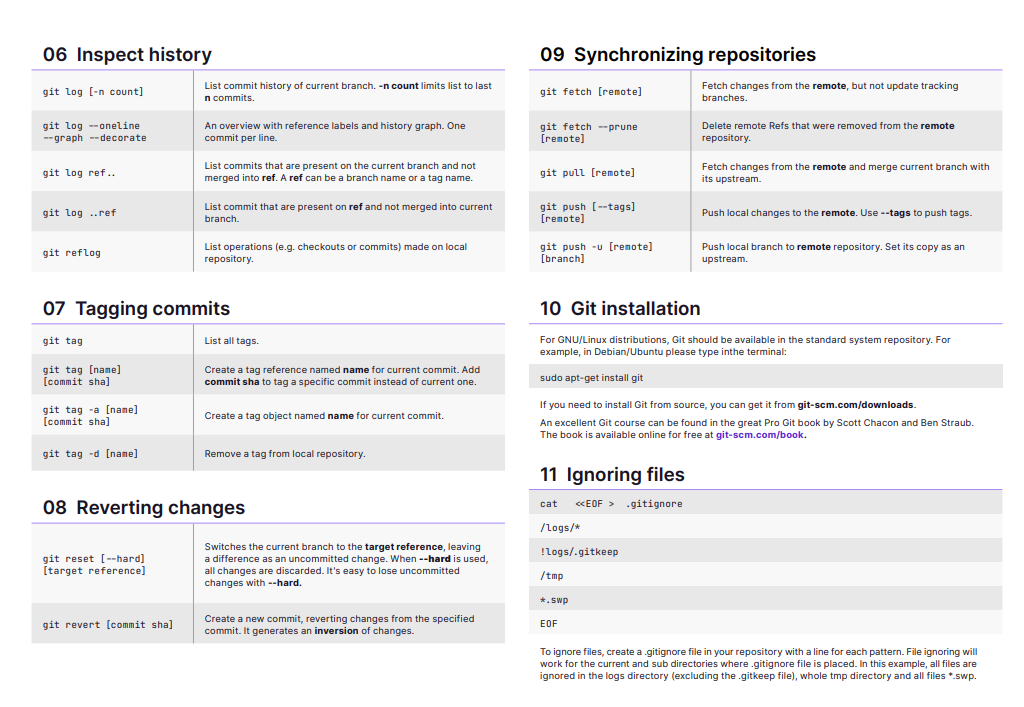 06 Inspect history
git log [-n count]
List commit history of current branch. -n count limits list to last
n commits.
git log --oneline
--graph --decorate
An overview with reference labels and history graph. One
commit per line.
git log ref..
List commits that are present on the current branch and not
merged into ref. A ref can be a branch name or a tag name.
git log ..ref
List commit that are present on ref and not merged into current
branch.
git reflog
List operations (e.g. checkouts or commits) made on local
repository.
07 Tagging commits
git tag
List all tags.
git tag [name]
[commit sha]
Create a tag reference named name for current commit. Add
commit sha to tag a specific commit instead of current one.
git tag -a [name]
[commit sha]
Create a tag object named name for current commit.
git tag -d [name]
Remove a tag from local repository.
08 Reverting changes
git reset [--hard]
[target reference]
Switches the current branch to the target reference, leaving
a difference as an uncommitted change. When --hard is used,
all changes are discarded. It's easy to lose uncommitted
changes with --hard.
git revert [commit sha]
Create a new commit, reverting changes from the specified
commit. It generates an inversion of changes.
09 Synchronizing repositories
git fetch [remote]
Fetch changes from the remote, but not update tracking
branches.
git fetch --prune
[remote]
Delete remote Refs that were removed from the remote
repository.
git pull [remote]
Fetch changes from the remote and merge current branch with
its upstream.
git push [--tags]
[remote]
Push local changes to the remote. Use --tags to push tags.
git push -u [remote]
[branch]
Push local branch to remote repository. Set its copy as an
upstream.
10 Git installation
For GNU/Linux distributions, Git should be available in the standard system repository. For
example, in Debian/Ubuntu please type inthe terminal:
sudo apt-get install git
If you need to install Git from source, you can get it from git-scm.com/downloads.
An excellent Git course can be found in the great Pro Git book by Scott Chacon and Ben Straub.
The book is available online for free at git-scm.com/book.
11 Ignoring files
cat <<EOF > .gitignore
/logs/*
!logs/.gitkeep
/tmp
*.swp
EOF
To ignore files, create a .gitignore file in your repository with a line for each pattern. File ignoring will
work for the current and sub directories where .gitignore file is placed. In this example, all files are
ignored in the logs directory (excluding the .gitkeep file), whole tmp directory and all files *.swp.